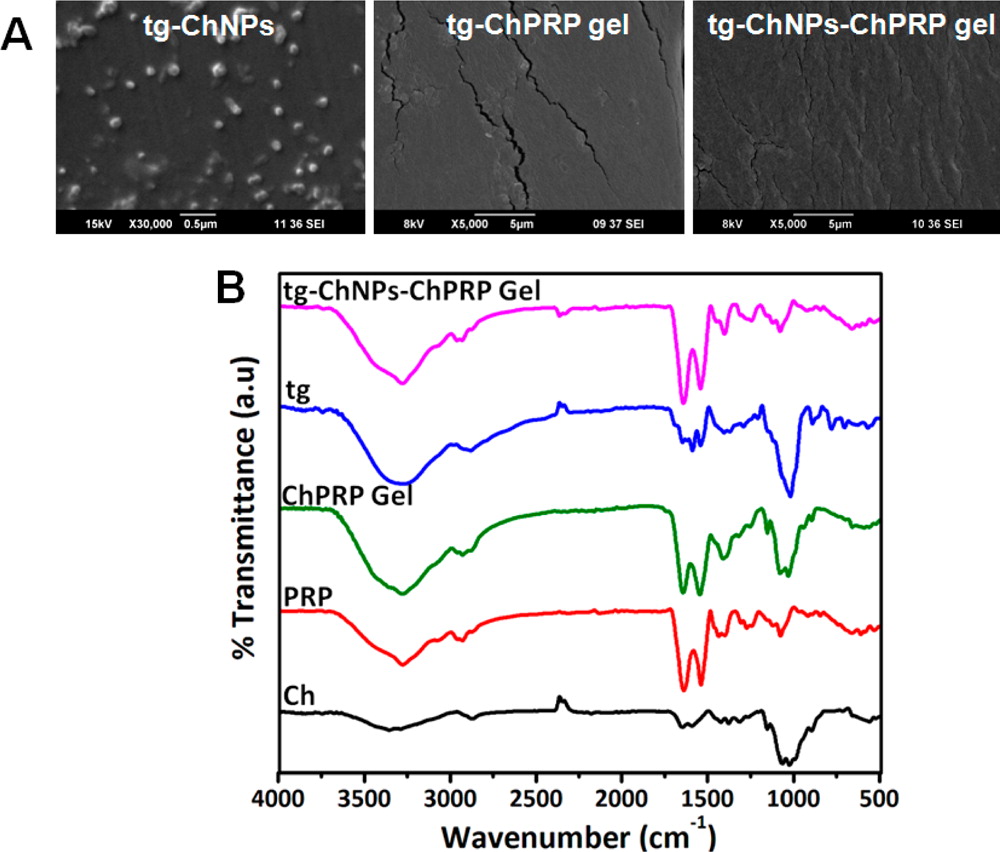 A
tg-ChNPs
tg-ChPRP gel
tg-ChNPs-ChPRP gel
15kV X30,000 0.5µm 11 36 SEI
8kV X5,000 5µm 09 37 SEI
8kV X5,000 5µm 10 36 SEI
B
tg-ChNPs-ChPRP Gel
tg
ChPRP Gel
PRP
Ch
% Transmittance (a.u)
4000 3500 3000 2500 2000 1500 1000 500
Wavenumber (cm⁻¹)